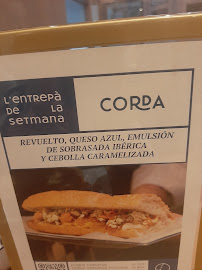 L'ENTREPÀ
DE LA
SETMANA
CORDA
REVUELTO, QUESO AZUL, EMULSIÓN
DE SOBRASADA IBÉRICA
Y CEBOLLA CARAMELIZADA